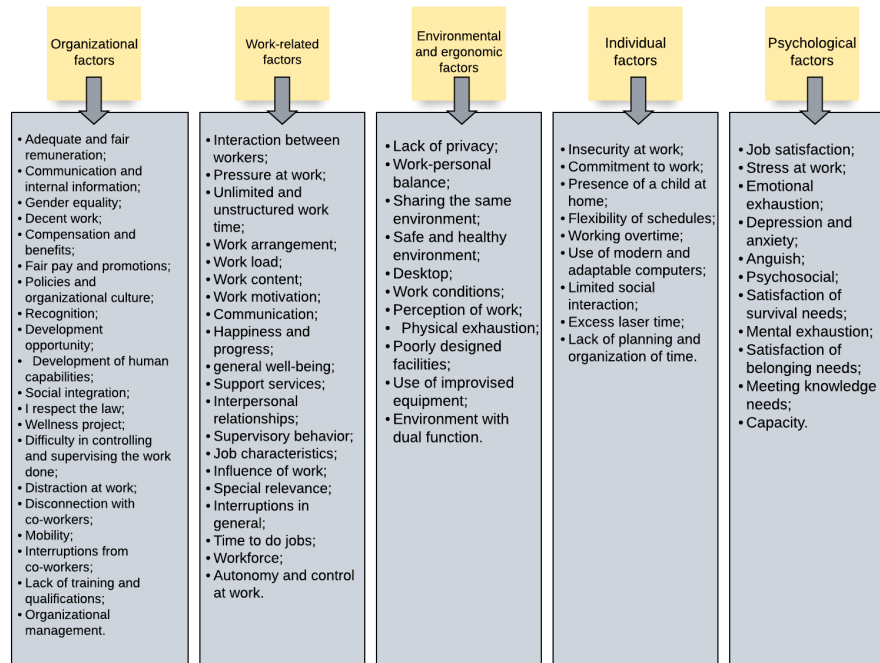 Organizational
factors
• Adequate and fair
remuneration;
• Communication and
internal information;
• Gender equality;
• Decent work;
• Compensation and
benefits;
• Fair pay and promotions;
• Policies and
organizational culture;
• Recognition;
• Development
opportunity;
• Development of human
capabilities;
• Social integration;
• I respect the law;
• Wellness project;
• Difficulty in controlling
and supervising the work
done;
• Distraction at work;
• Disconnection with
co-workers;
• Mobility;
• Interruptions from
co-workers;
• Lack of training and
qualifications;
• Organizational
management.
Work-related
factors
• Interaction between
workers;
• Pressure at work;
• Unlimited and
unstructured work
time;
• Work arrangement;
• Work load;
• Work content;
• Work motivation;
• Communication;
• Happiness and
progress;
• general well-being;
• Support services;
• Interpersonal
relationships;
• Supervisory behavior;
• Job characteristics;
• Influence of work;
• Special relevance;
• Interruptions in
general;
• Time to do jobs;
• Workforce;
• Autonomy and control
at work.
Environmental
and ergonomic
factors
• Lack of privacy;
• Work-personal
balance;
• Sharing the same
environment;
• Safe and healthy
environment;
• Desktop;
• Work conditions;
• Perception of work;
• Physical exhaustion;
• Poorly designed
facilities;
• Use of improvised
equipment;
• Environment with
dual function.
Individual
factors
• Insecurity at work;
• Commitment to work;
• Presence of a child at
home;
• Flexibility of schedules;
• Working overtime;
• Use of modern and
adaptable computers;
• Limited social
interaction;
• Excess laser time;
• Lack of planning and
organization of time.
Psychological
factors
• Job satisfaction;
• Stress at work;
• Emotional
exhaustion;
• Depression and
anxiety;
• Anguish;
• Psychosocial;
• Satisfaction of
survival needs;
• Mental exhaustion;
• Satisfaction of
belonging needs;
• Meeting knowledge
needs;
• Capacity.